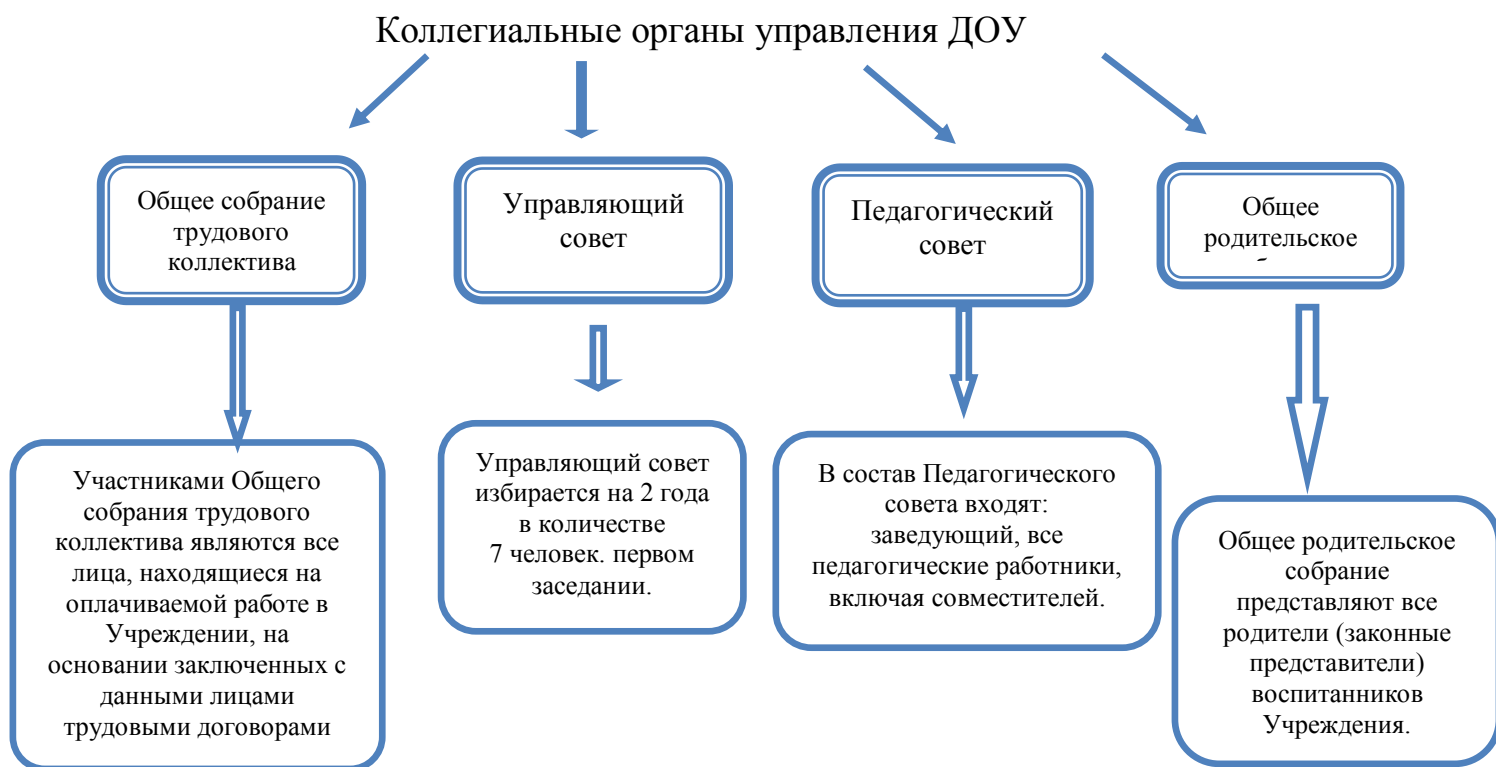 Коллегиальные органы управления ДОУ
Общее собрание
трудового
коллектива
Управляющий
совет
Педагогический
совет
Общее
родительское
Участниками Общего
собрания трудового
коллектива являются все
лица, находящиеся на
оплачиваемой работе в
Учреждении, на
основании заключенных с
данными лицами
трудовыми договорами
Управляющий совет
избирается на 2 года
в количестве
7 человек. первом
заседании.
В состав Педагогического
совета входят:
заведующий, все
педагогические работники,
включая совместителей.
Общее родительское
собрание
представляют все
родители (законные
представители)
воспитанников
Учреждения.